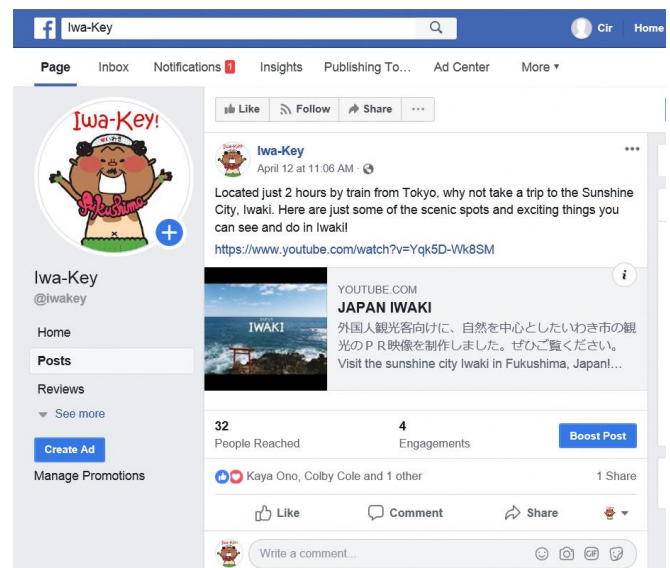 Iwa-Key
Cir Home
Page Inbox Notifications 1 Insights Publishing To… Ad Center More
Iwa-Key!
Fukushima
Iwa-Key
@iwakey
Home
Posts
Reviews
See more
Create Ad
Manage Promotions
Like Follow Share ...
Iwa-Key
April 12 at 11:06 AM ·
Located just 2 hours by train from Tokyo, why not take a trip to the Sunshine
City, Iwaki. Here are just some of the scenic spots and exciting things you
can see and do in Iwaki!
https://www.youtube.com/watch?v=Yqk5D-Wk8SM
IWAKI
YOUTUBE.COM
JAPAN IWAKI
外国人観光客向けに、自然を中心としたいわき市の観
光のＰＲ映像を制作しました。ぜひご覧ください。
Visit the sunshine city Iwaki in Fukushima, Japan!...
32 4
People Reached Engagements
Boost Post
Kaya Ono, Colby Cole and 1 other 1 Share
Like Comment Share
Write a comment...
GIF